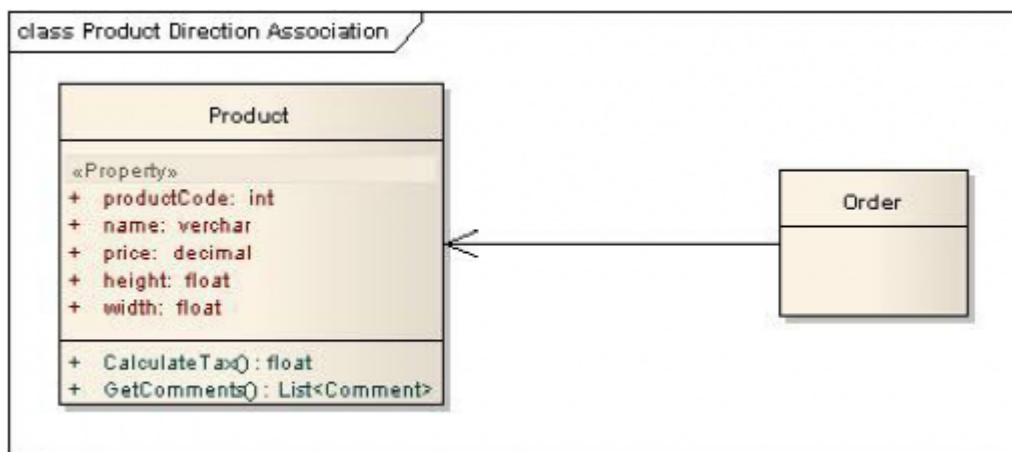 class Product Direction Association
Product
«Property»
+ productCode: int
+ name: verchar
+ price: decimal
+ height: float
+ width: float
+ CalculateTax() : float
+ GetComments() : List<Comment>
Order